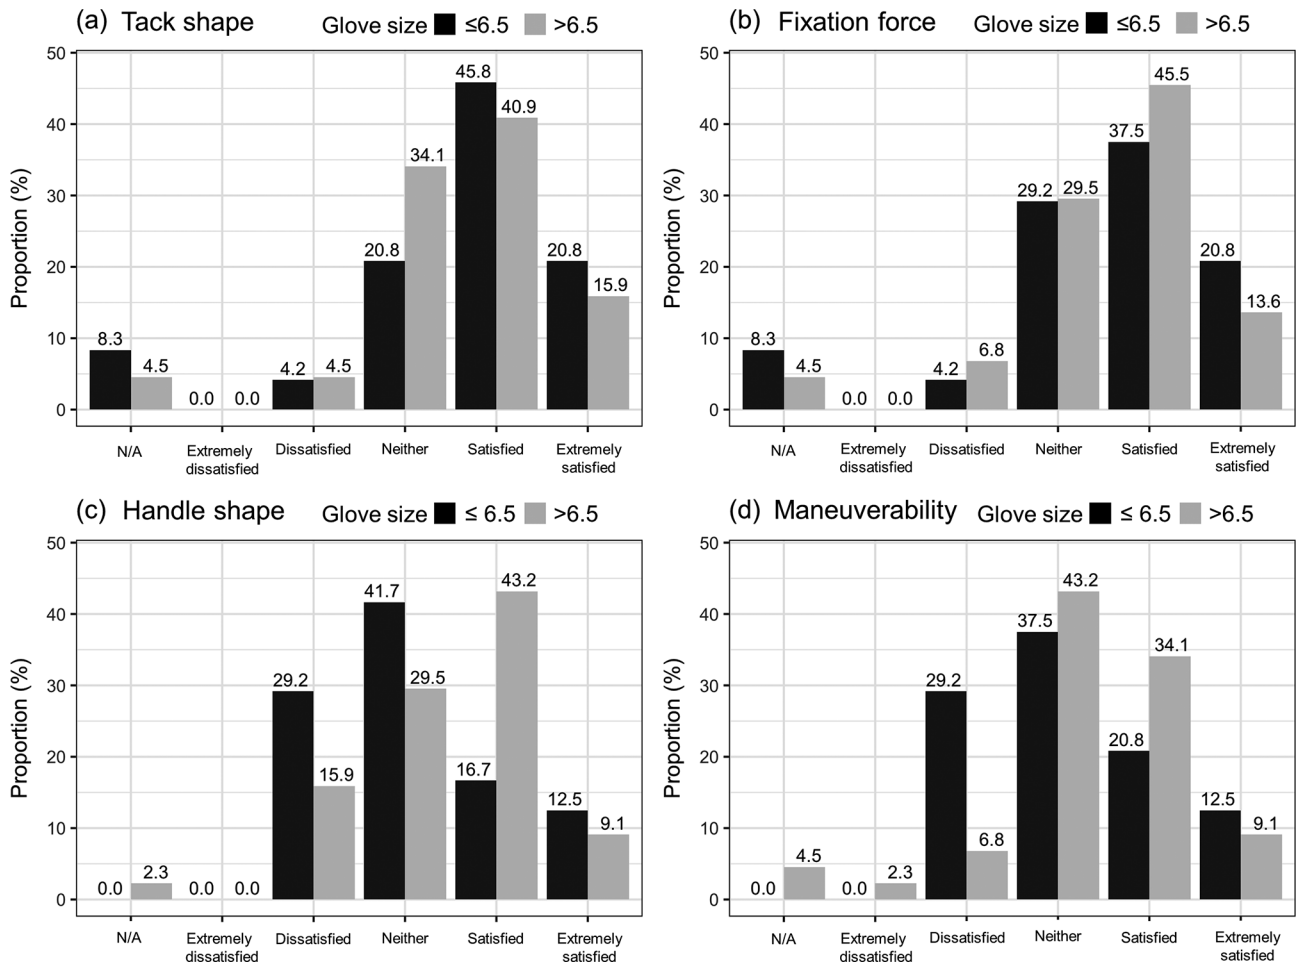 (a) Tack shape Glove size ≤6.5 >6.5
50
40
30
20
10
0
Proportion (%)
8.3 4.5 0.0 0.0 4.2 4.5 20.8 34.1 45.8 40.9 20.8 15.9
N/A Extremely dissatisfied Dissatisfied Neither Satisfied Extremely satisfied
(b) Fixation force Glove size ≤6.5 >6.5
50
40
30
20
10
0
Proportion (%)
8.3 4.5 0.0 0.0 4.2 6.8 29.2 29.5 37.5 45.5 20.8 13.6
N/A Extremely dissatisfied Dissatisfied Neither Satisfied Extremely satisfied
(c) Handle shape Glove size ≤ 6.5 >6.5
50
40
30
20
10
0
Proportion (%)
0.0 2.3 0.0 0.0 29.2 15.9 41.7 29.5 16.7 43.2 12.5 9.1
N/A Extremely dissatisfied Dissatisfied Neither Satisfied Extremely satisfied
(d) Maneuverability Glove size ≤ 6.5 >6.5
50
40
30
20
10
0
Proportion (%)
0.0 4.5 0.0 2.3 29.2 6.8 37.5 43.2 20.8 34.1 12.5 9.1
N/A Extremely dissatisfied Dissatisfied Neither Satisfied Extremely satisfied